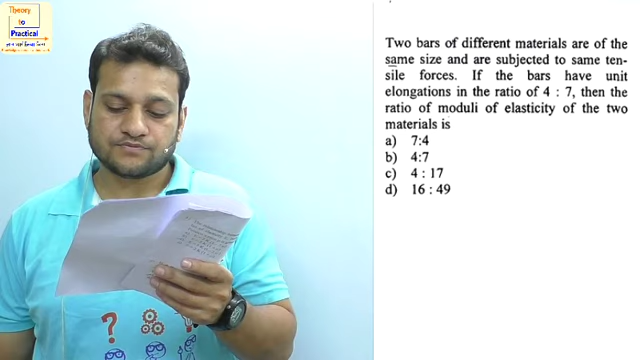 Theory
to
Practical
Two bars of different materials are of the
same size and are subjected to same ten-
sile forces. If the bars have unit
elongations in the ratio of 4 : 7, then the
ratio of moduli of elasticity of the two
materials is
a) 7:4
b) 4:7
c) 4 : 17
d) 16 : 49